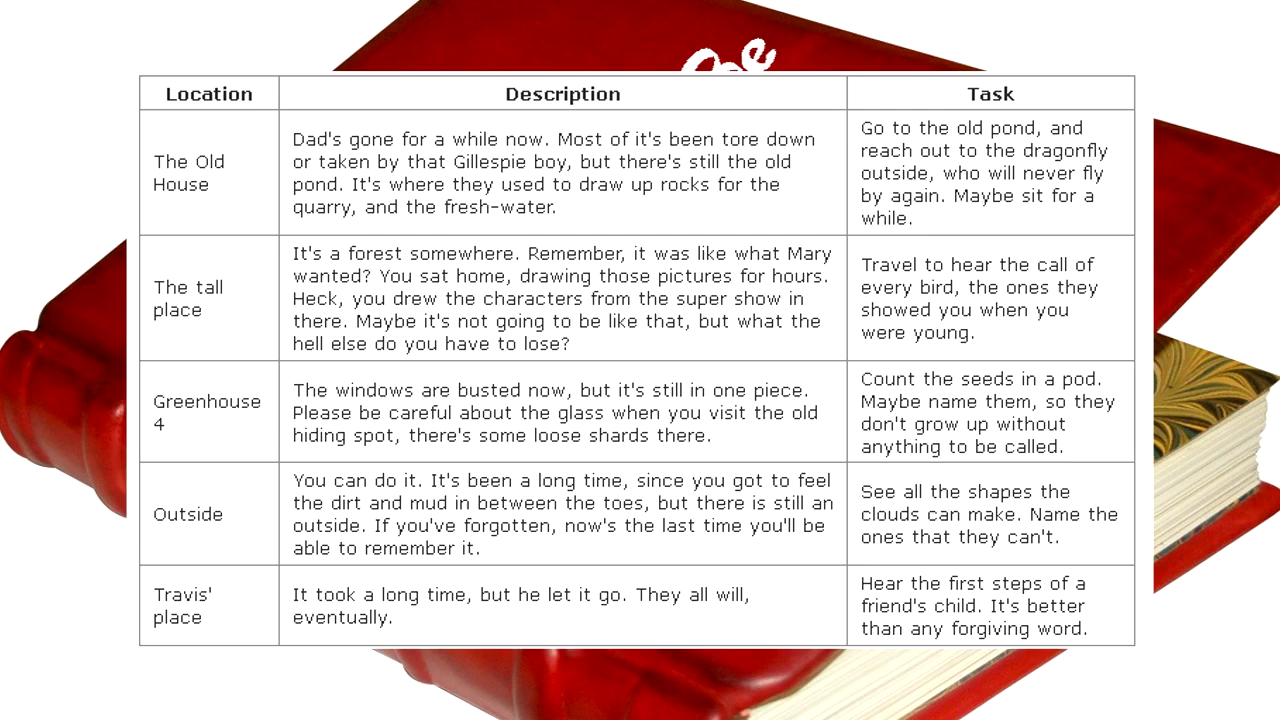 Be
Location Description Task
The Old
House
Dad's gone for a while now. Most of it's been tore down
or taken by that Gillespie boy, but there's still the old
pond. It's where they used to draw up rocks for the
quarry, and the fresh-water.
Go to the old pond, and
reach out to the dragonfly
outside, who will never fly
by again. Maybe sit for a
while.
The tall
place
It's a forest somewhere. Remember, it was like what Mary
wanted? You sat home, drawing those pictures for hours.
Heck, you drew the characters from the super show in
there. Maybe it's not going to be like that, but what the
hell else do you have to lose?
Travel to hear the call of
every bird, the ones they
showed you when you
were young.
Greenhouse
4
The windows are busted now, but it's still in one piece.
Please be careful about the glass when you visit the old
hiding spot, there's some loose shards there.
Count the seeds in a pod.
Maybe name them, so they
don't grow up without
anything to be called.
Outside
You can do it. It's been a long time, since you got to feel
the dirt and mud in between the toes, but there is still an
outside. If you've forgotten, now's the last time you'll be
able to remember it.
See all the shapes the
clouds can make. Name the
ones that they can't.
Travis'
place
It took a long time, but he let it go. They all will,
eventually.
Hear the first steps of a
friend's child. It's better
than any forgiving word.